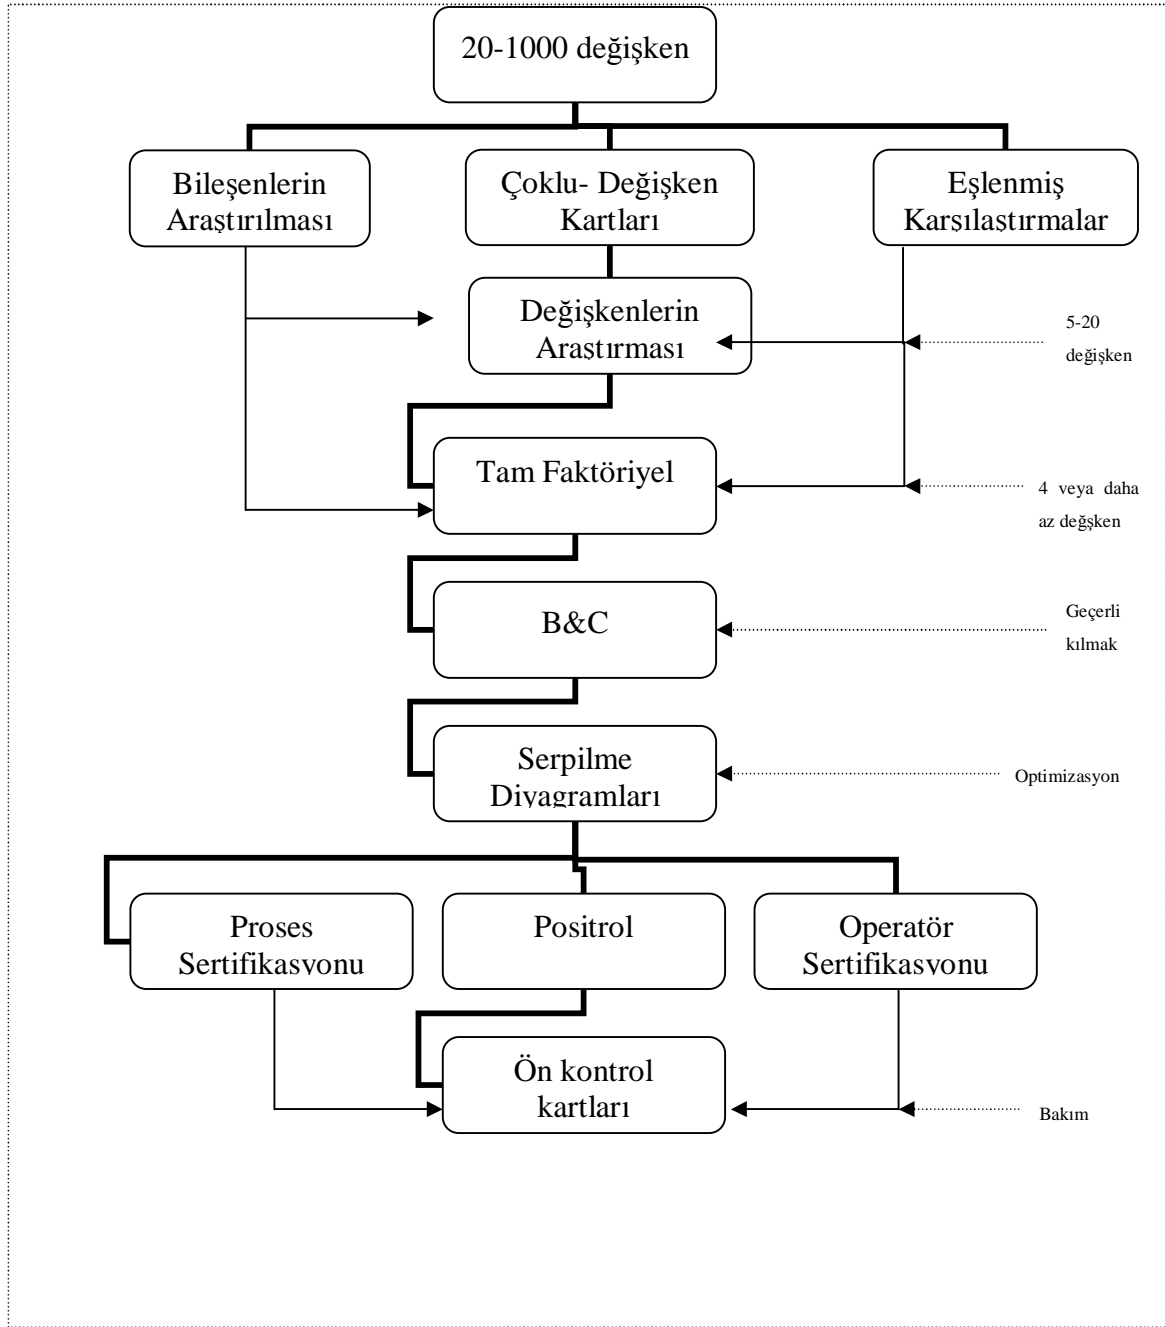 20-1000 değişken
Bileşenlerin
Araştırılması
Çoklu- Değişken
Kartları
Eşlenmiş
Karşılaştırmalar
Değişkenlerin
Araştırması
5-20
değişken
Tam Faktöriyel
4 veya daha
az değşken
B&C
Geçerli
kılmak
Serpilme
Diyagramları
Optimizasyon
Proses
Sertifikasyonu
Positrol
Operatör
Sertifikasyonu
Ön kontrol
kartları
Bakım